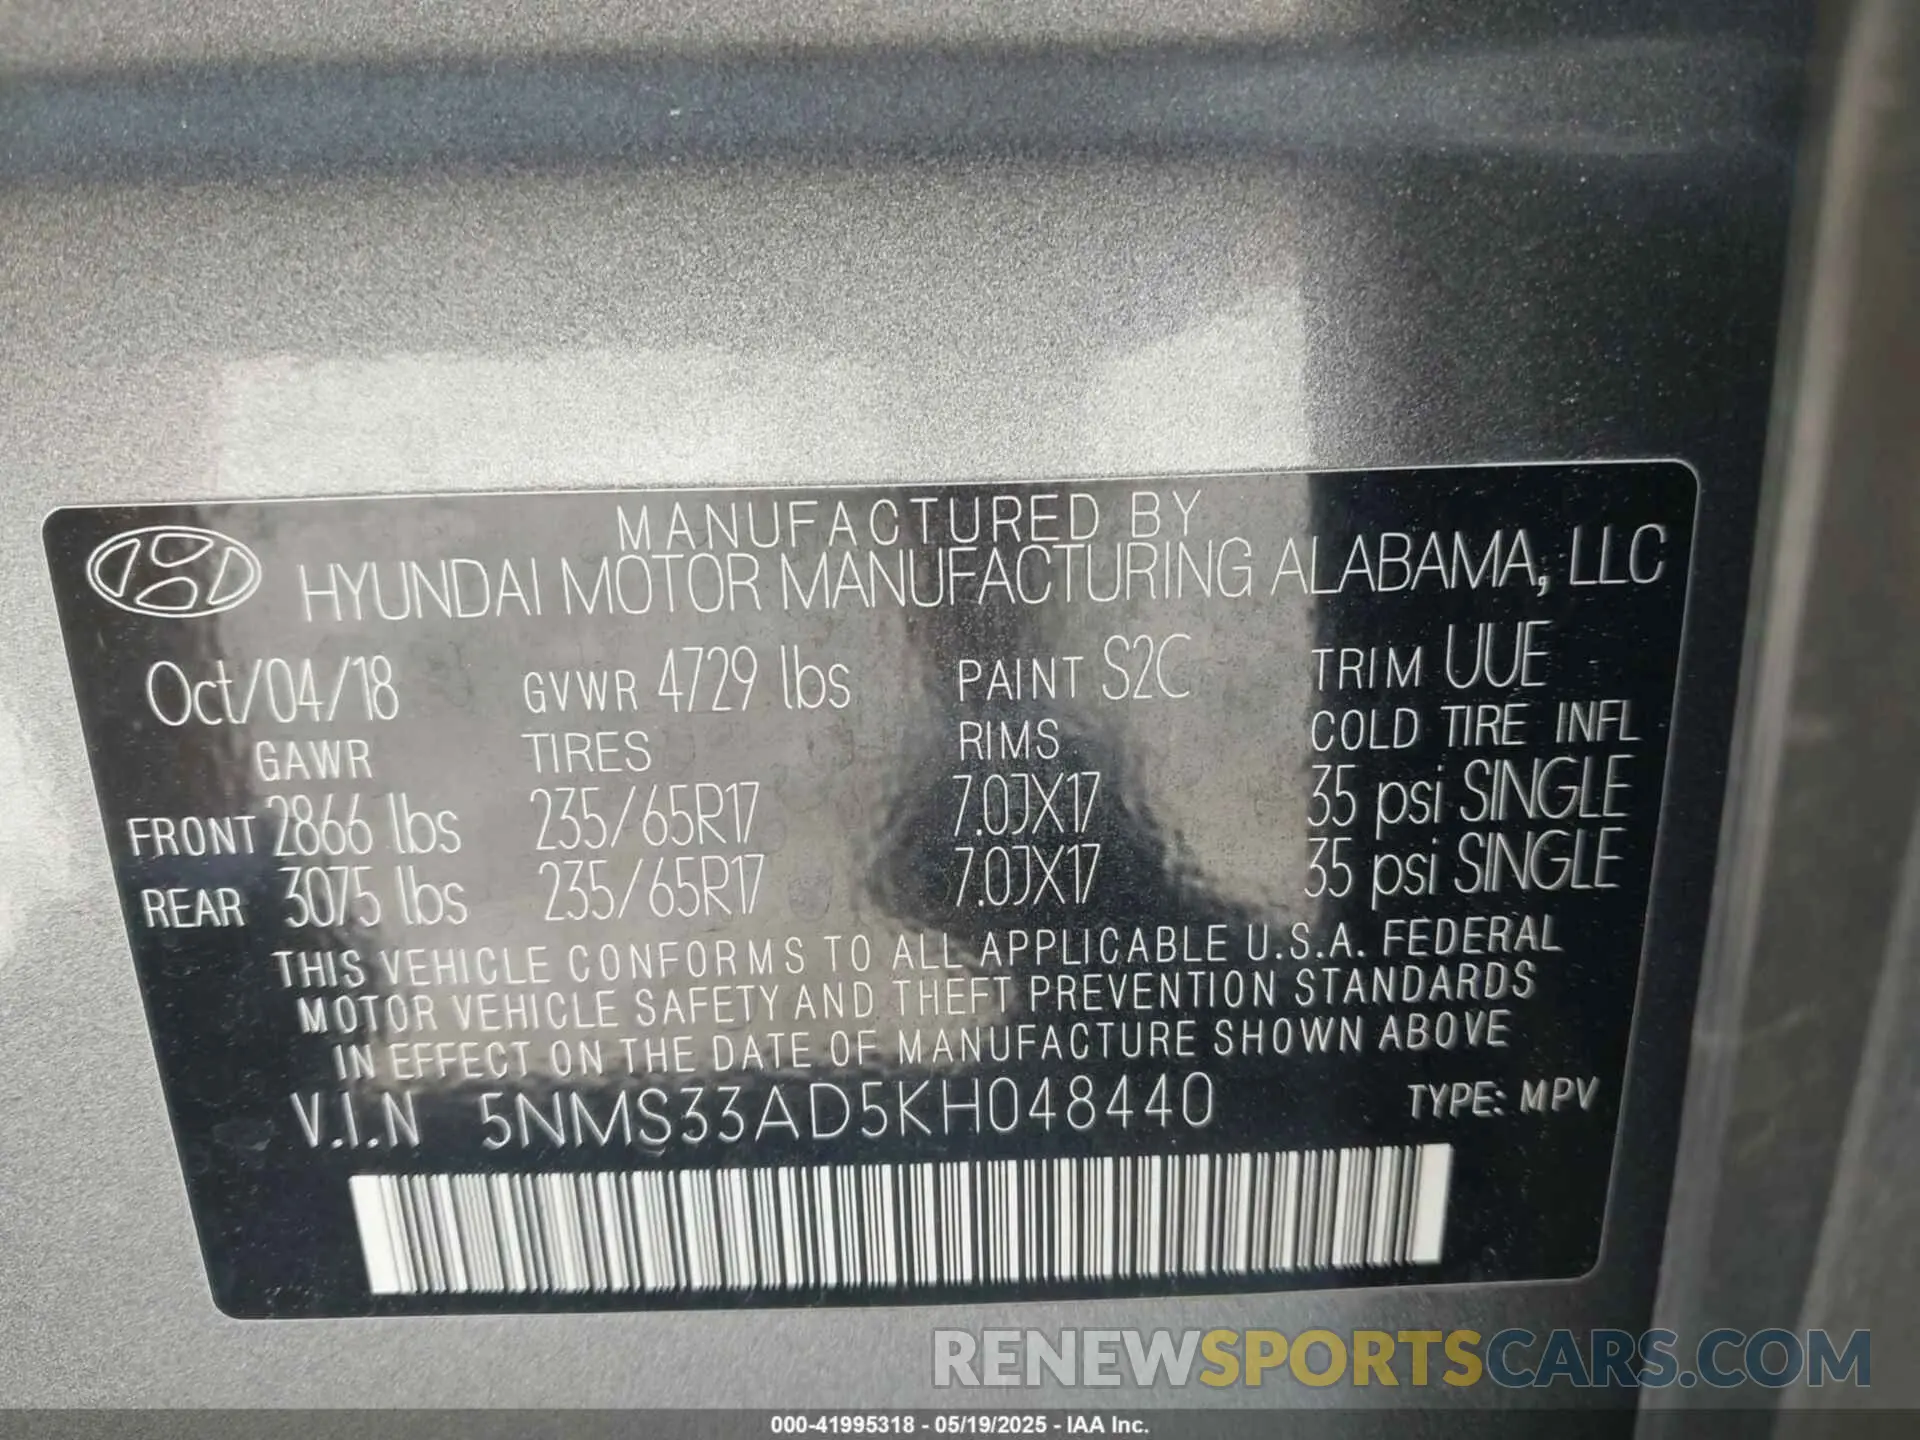 MANUFACTURED BY
HYUNDAI MOTOR MANUFACTURING ALABAMA, LLC
Oct/04/18 GVWR 4729 lbs PAINT S2C TRIM UUE
GAWR TIRES RIMS COLD TIRE INFL
FRONT 2866 lbs 235/65R17 7.0JX17 35 psi SINGLE
REAR 3075 lbs 235/65R17 7.0JX17 35 psi SINGLE
THIS VEHICLE CONFORMS TO ALL APPLICABLE U.S.A. FEDERAL
MOTOR VEHICLE SAFETY AND THEFT PREVENTION STANDARDS
IN EFFECT ON THE DATE OF MANUFACTURE SHOWN ABOVE
V.I.N 5NMS33AD5KH048440 TYPE: MPV
RENEWSPORTSCARS.COM
000-41995318 - 05/19/2025 - IAA Inc.